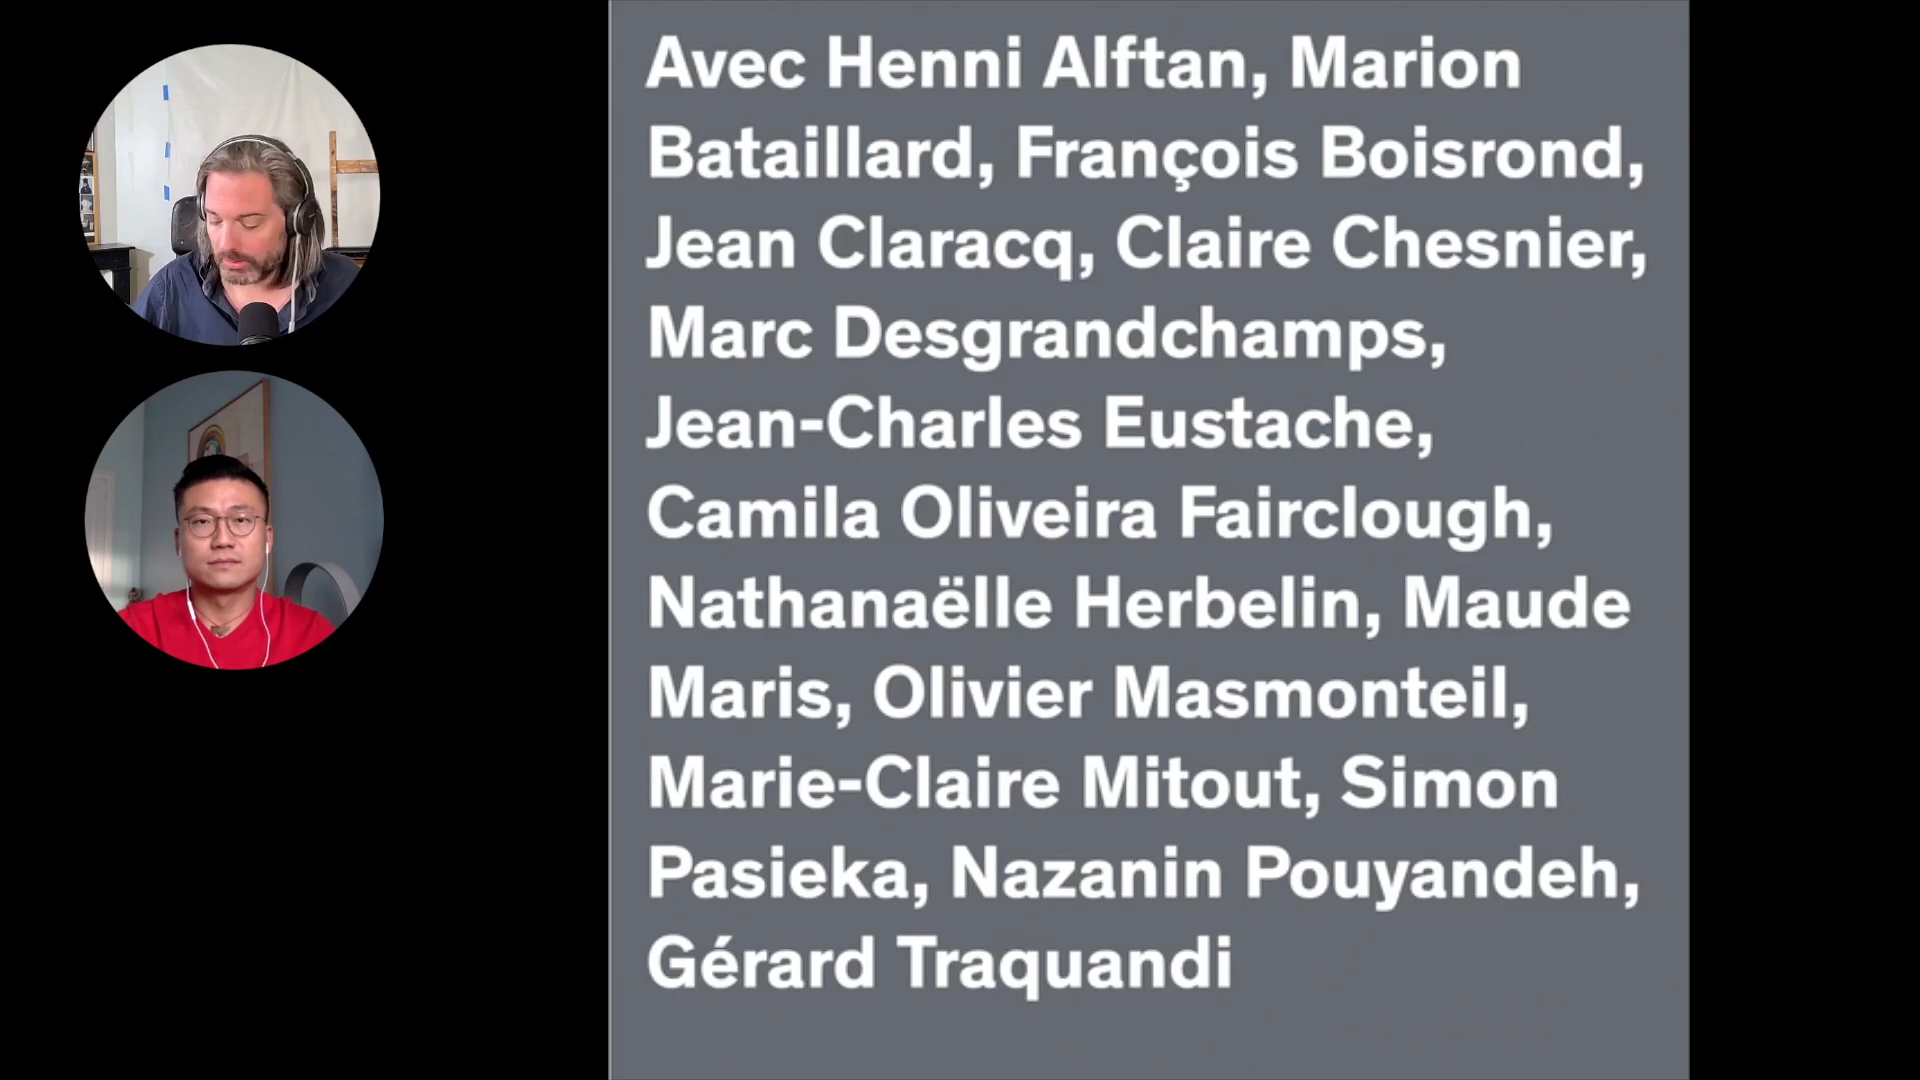 Avec Henni Alftan, Marion
Bataillard, François Boisrond,
Jean Claracq, Claire Chesnier,
Marc Desgrandchamps,
Jean-Charles Eustache,
Camila Oliveira Fairclough,
Nathanaëlle Herbelin, Maude
Maris, Olivier Masmonteil,
Marie-Claire Mitout, Simon
Pasieka, Nazanin Pouyandeh,
Gérard Traquandi